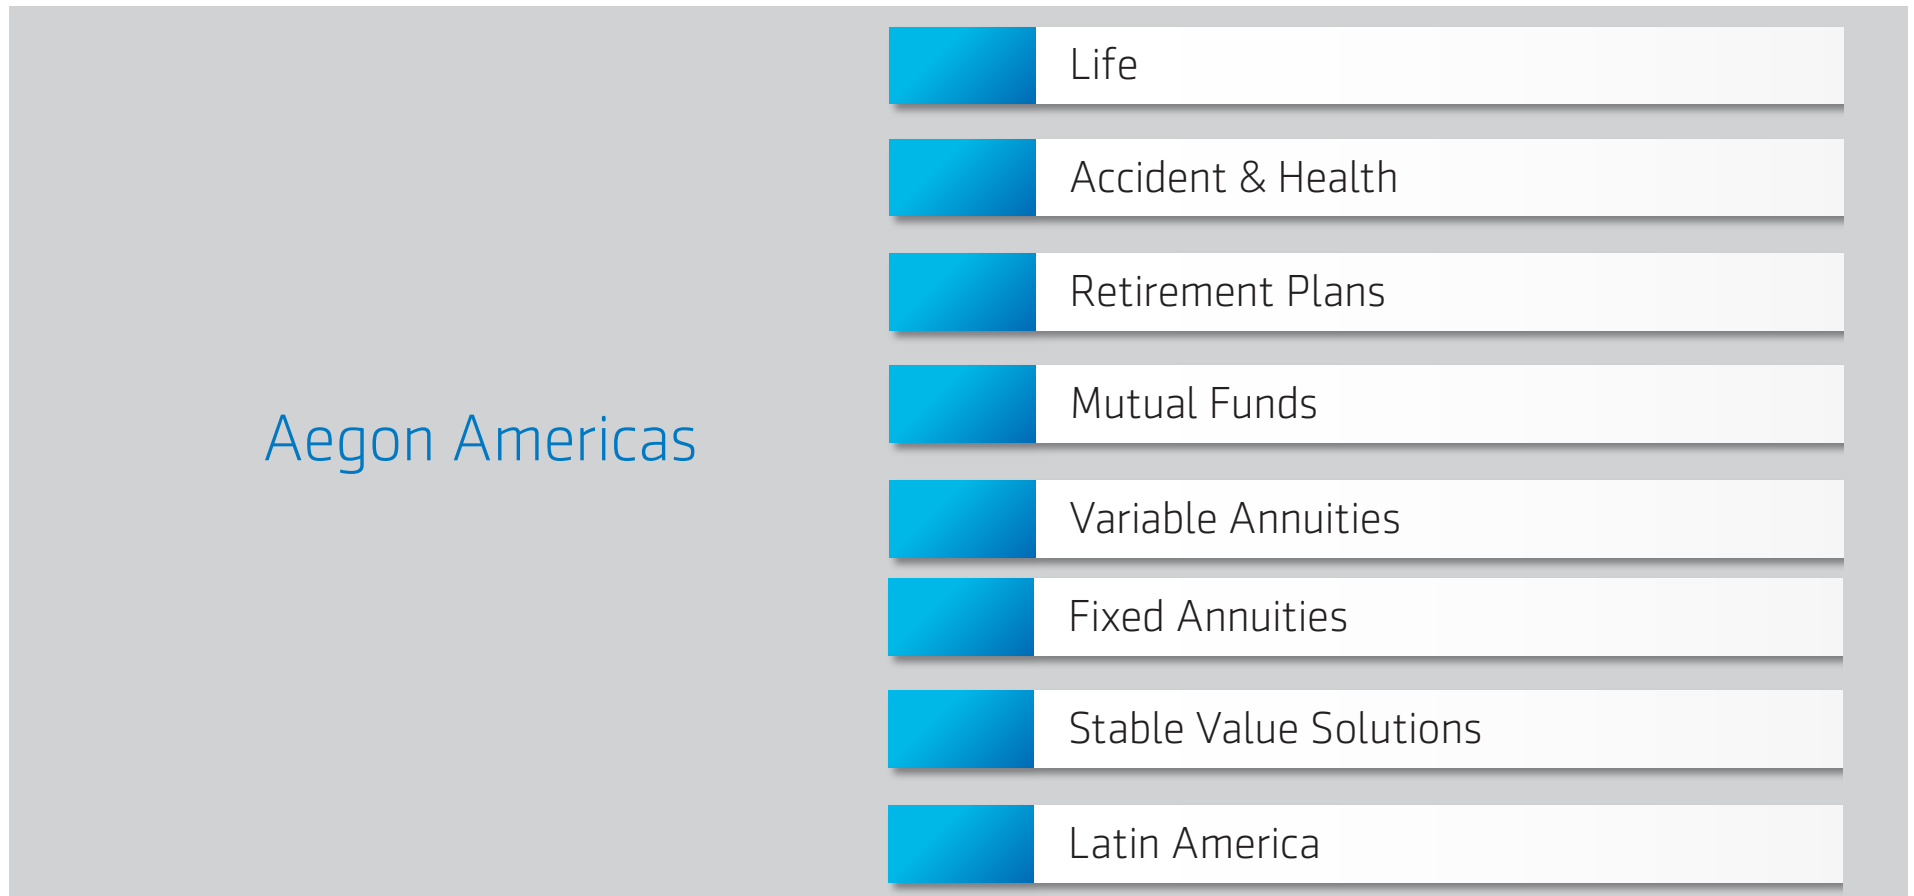 Aegon Americas
Life
Accident & Health
Retirement Plans
Mutual Funds
Variable Annuities
Fixed Annuities
Stable Value Solutions
Latin America